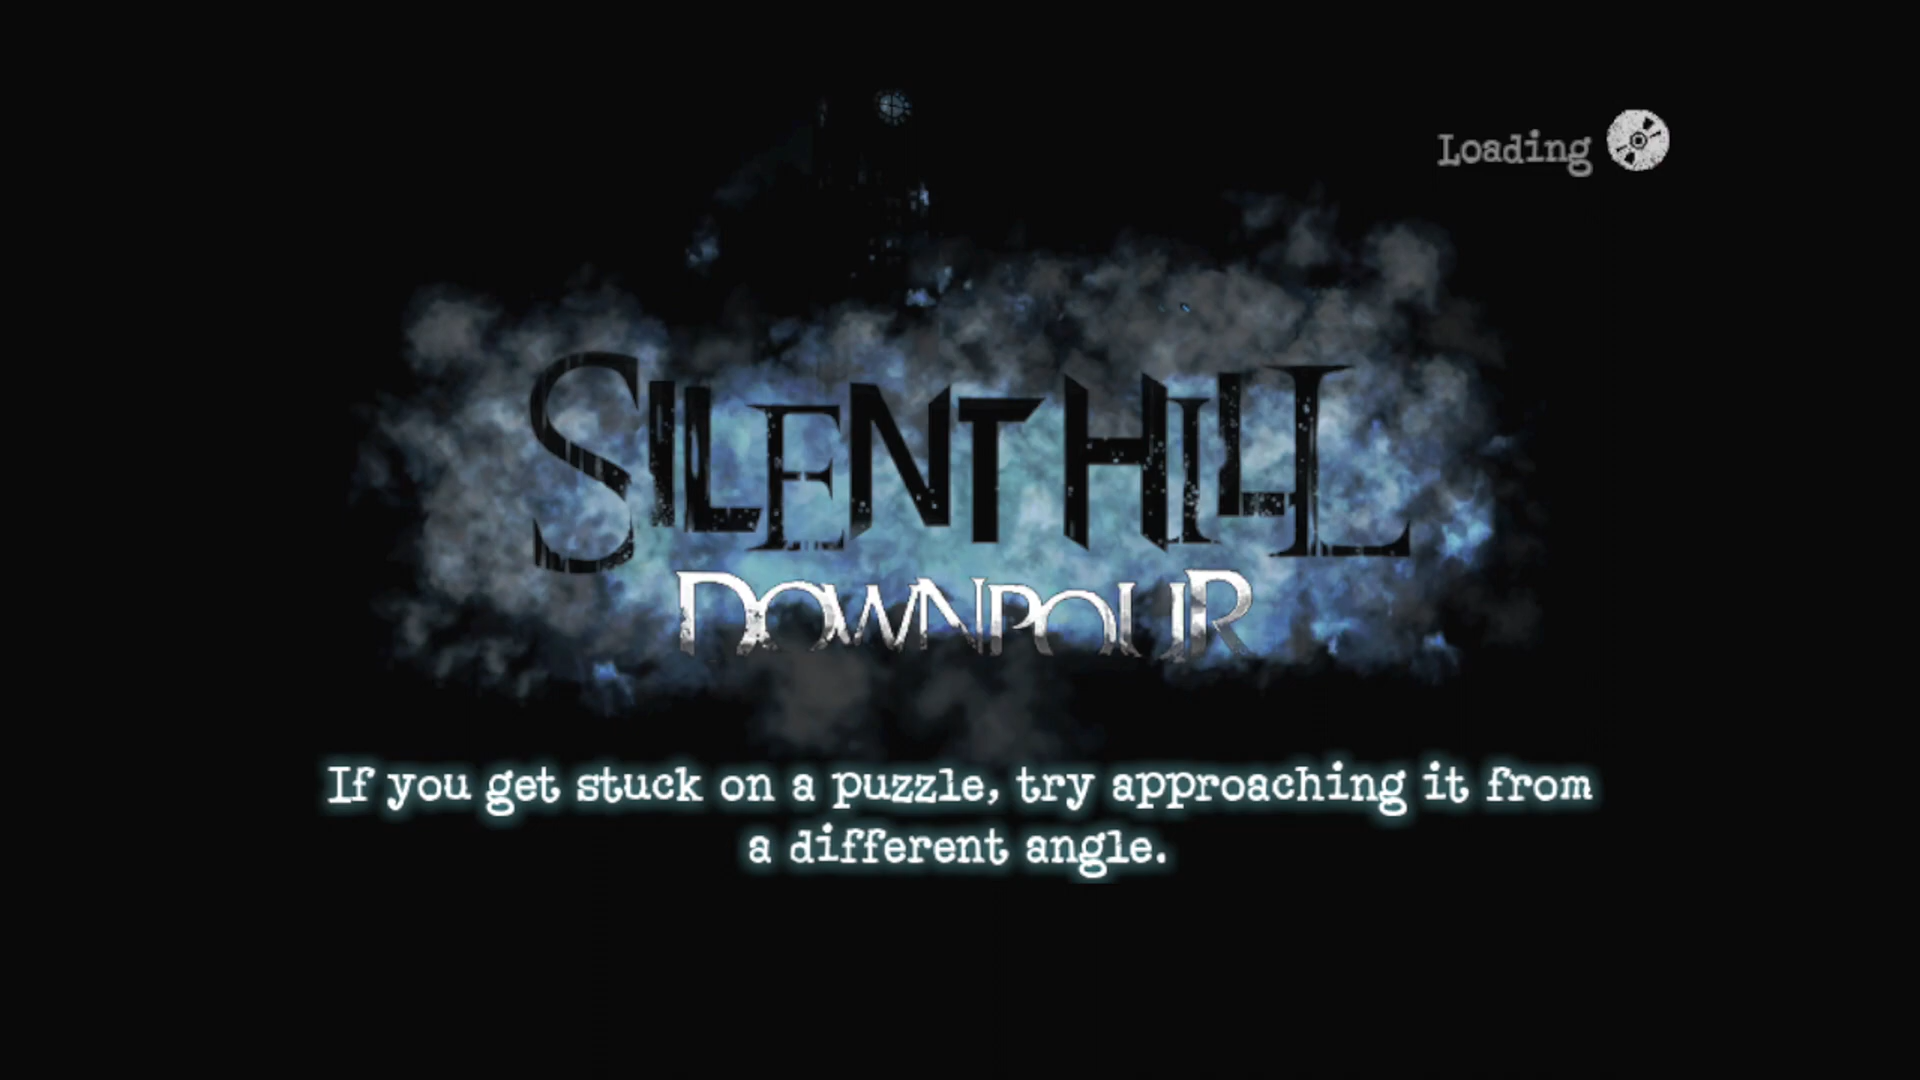 Loading
SILENT HILL
DOWNPOUR
If you get stuck on a puzzle, try approaching it from
a different angle.